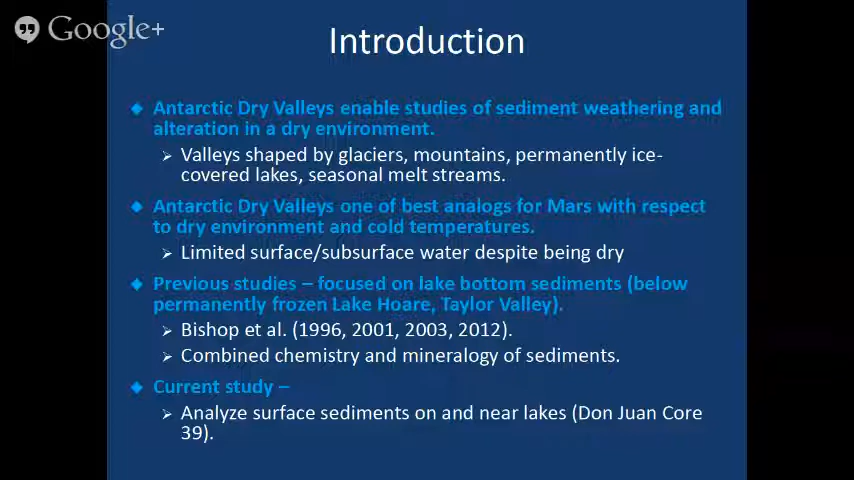 Google+
Introduction
Antarctic Dry Valleys enable studies of sediment weathering and
alteration in a dry environment.
Valleys shaped by glaciers, mountains, permanently ice-
covered lakes, seasonal melt streams.
Antarctic Dry Valleys one of best analogs for Mars with respect
to dry environment and cold temperatures.
Limited surface/subsurface water despite being dry
Previous studies – focused on lake bottom sediments (below
permanently frozen Lake Hoare, Taylor Valley).
Bishop et al. (1996, 2001, 2003, 2012).
Combined chemistry and mineralogy of sediments.
Current study –
Analyze surface sediments on and near lakes (Don Juan Core
39).